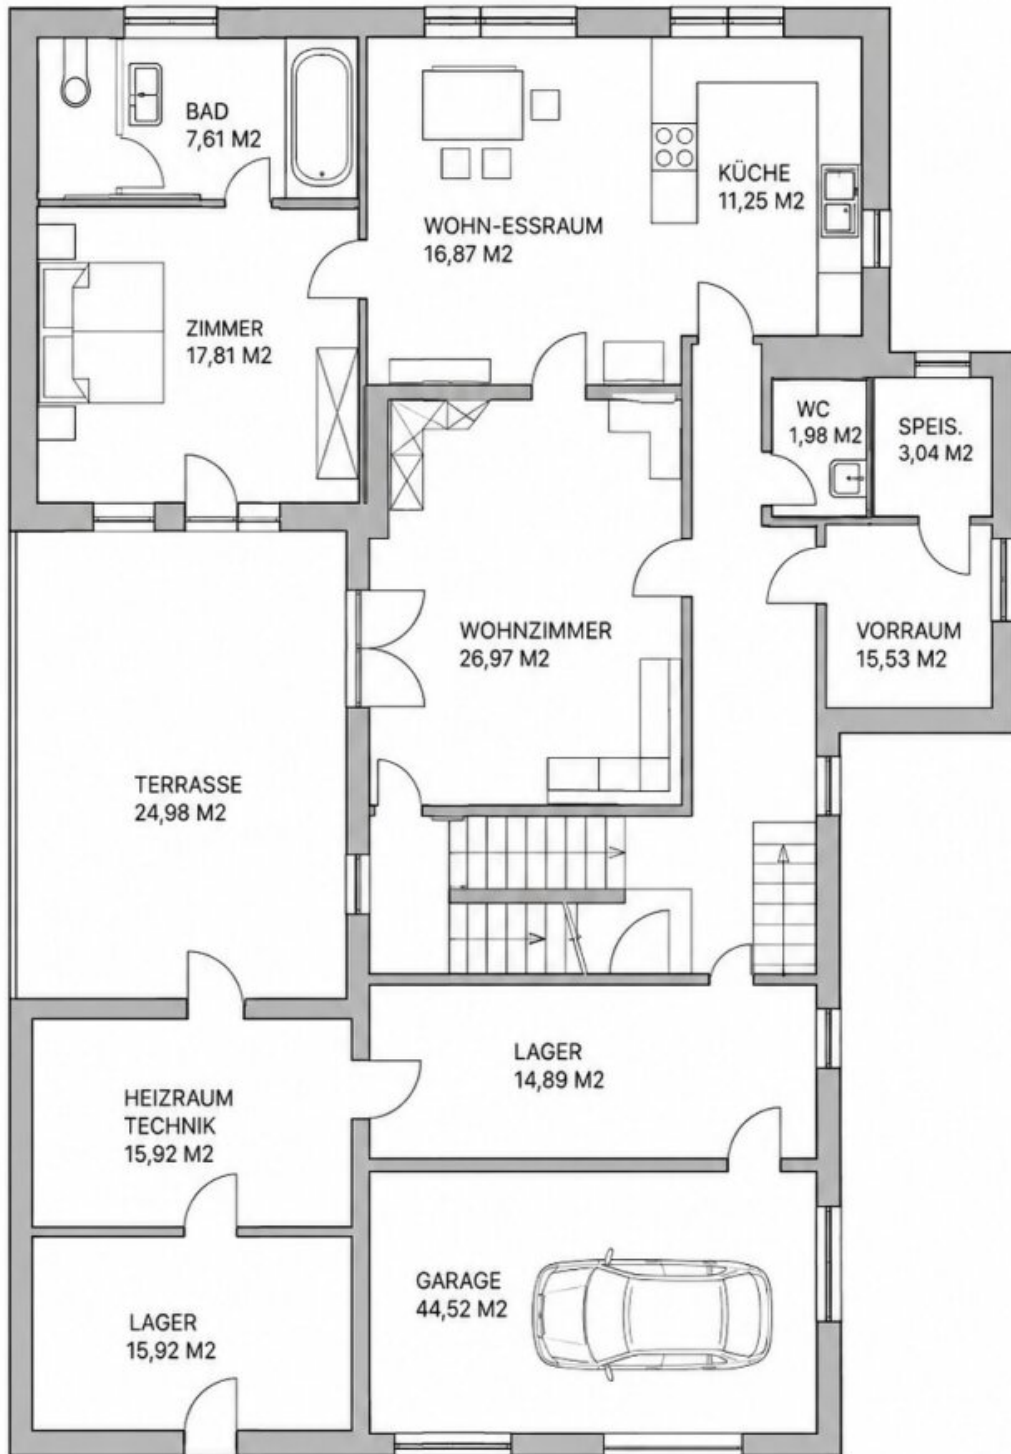 BAD
7,61 M2
KÜCHE
11,25 M2
WOHN-ESSRAUM
16,87 M2
ZIMMER
17,81 M2
WC
1,98 M2
SPEIS.
3,04 M2
WOHNZIMMER
26,97 M2
VORRAUM
15,53 M2
TERRASSE
24,98 M2
LAGER
14,89 M2
HEIZRAUM
TECHNIK
15,92 M2
GARAGE
44,52 M2
LAGER
15,92 M2